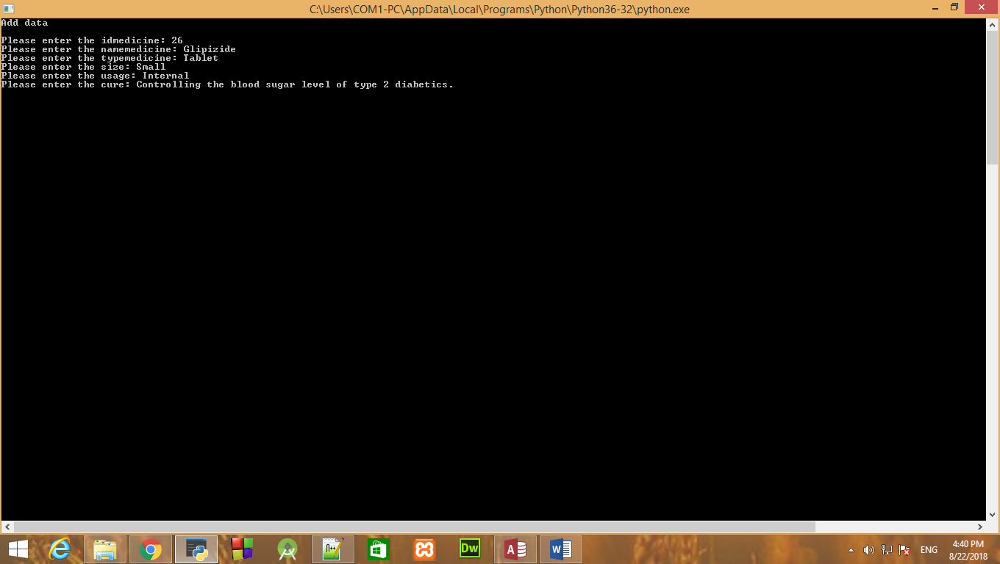 C:\Users\COM1-PC\AppData\Local\Programs\Python\Python36-32\python.exe
Add data
Please enter the idmedicine: 26
Please enter the namemedicine: Glipizide
Please enter the typemedicine: Tablet
Please enter the size: Small
Please enter the usage: Internal
Please enter the cure: Controlling the blood sugar level of type 2 diabetics.
Dw
ENG
4:40 PM
8/22/2018